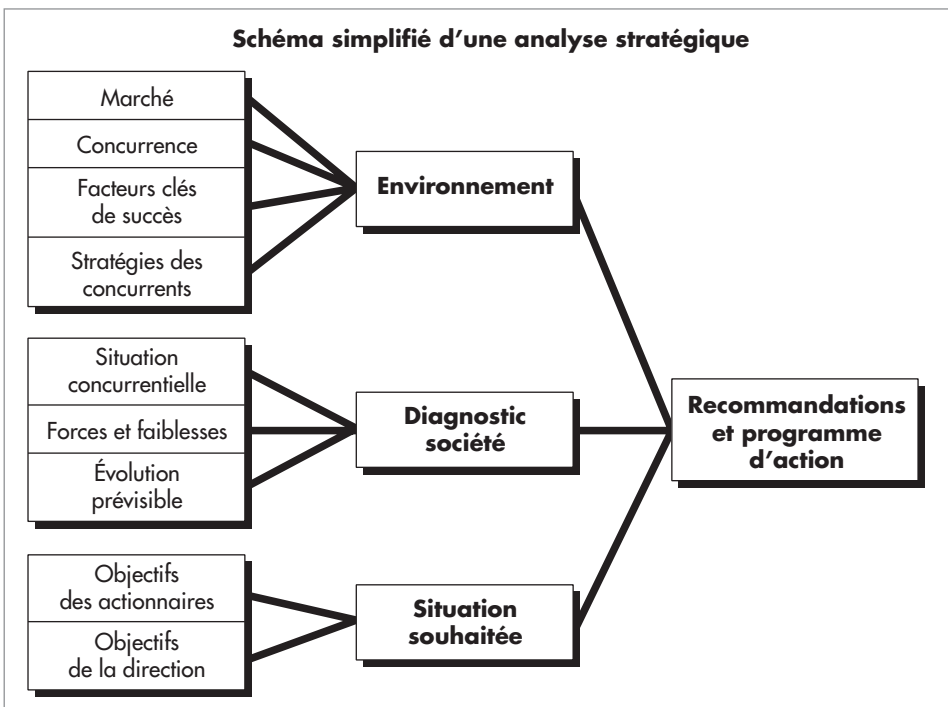 Schéma simplifié d’une analyse stratégique
Marché
Concurrence
Facteurs clés
de succès
Stratégies des
concurrents
Environnement
Situation
concurrentielle
Forces et faiblesses
Évolution
prévisible
Diagnostic
société
Objectifs
des actionnaires
Objectifs
de la direction
Situation
souhaitée
Recommandations
et programme
d’action